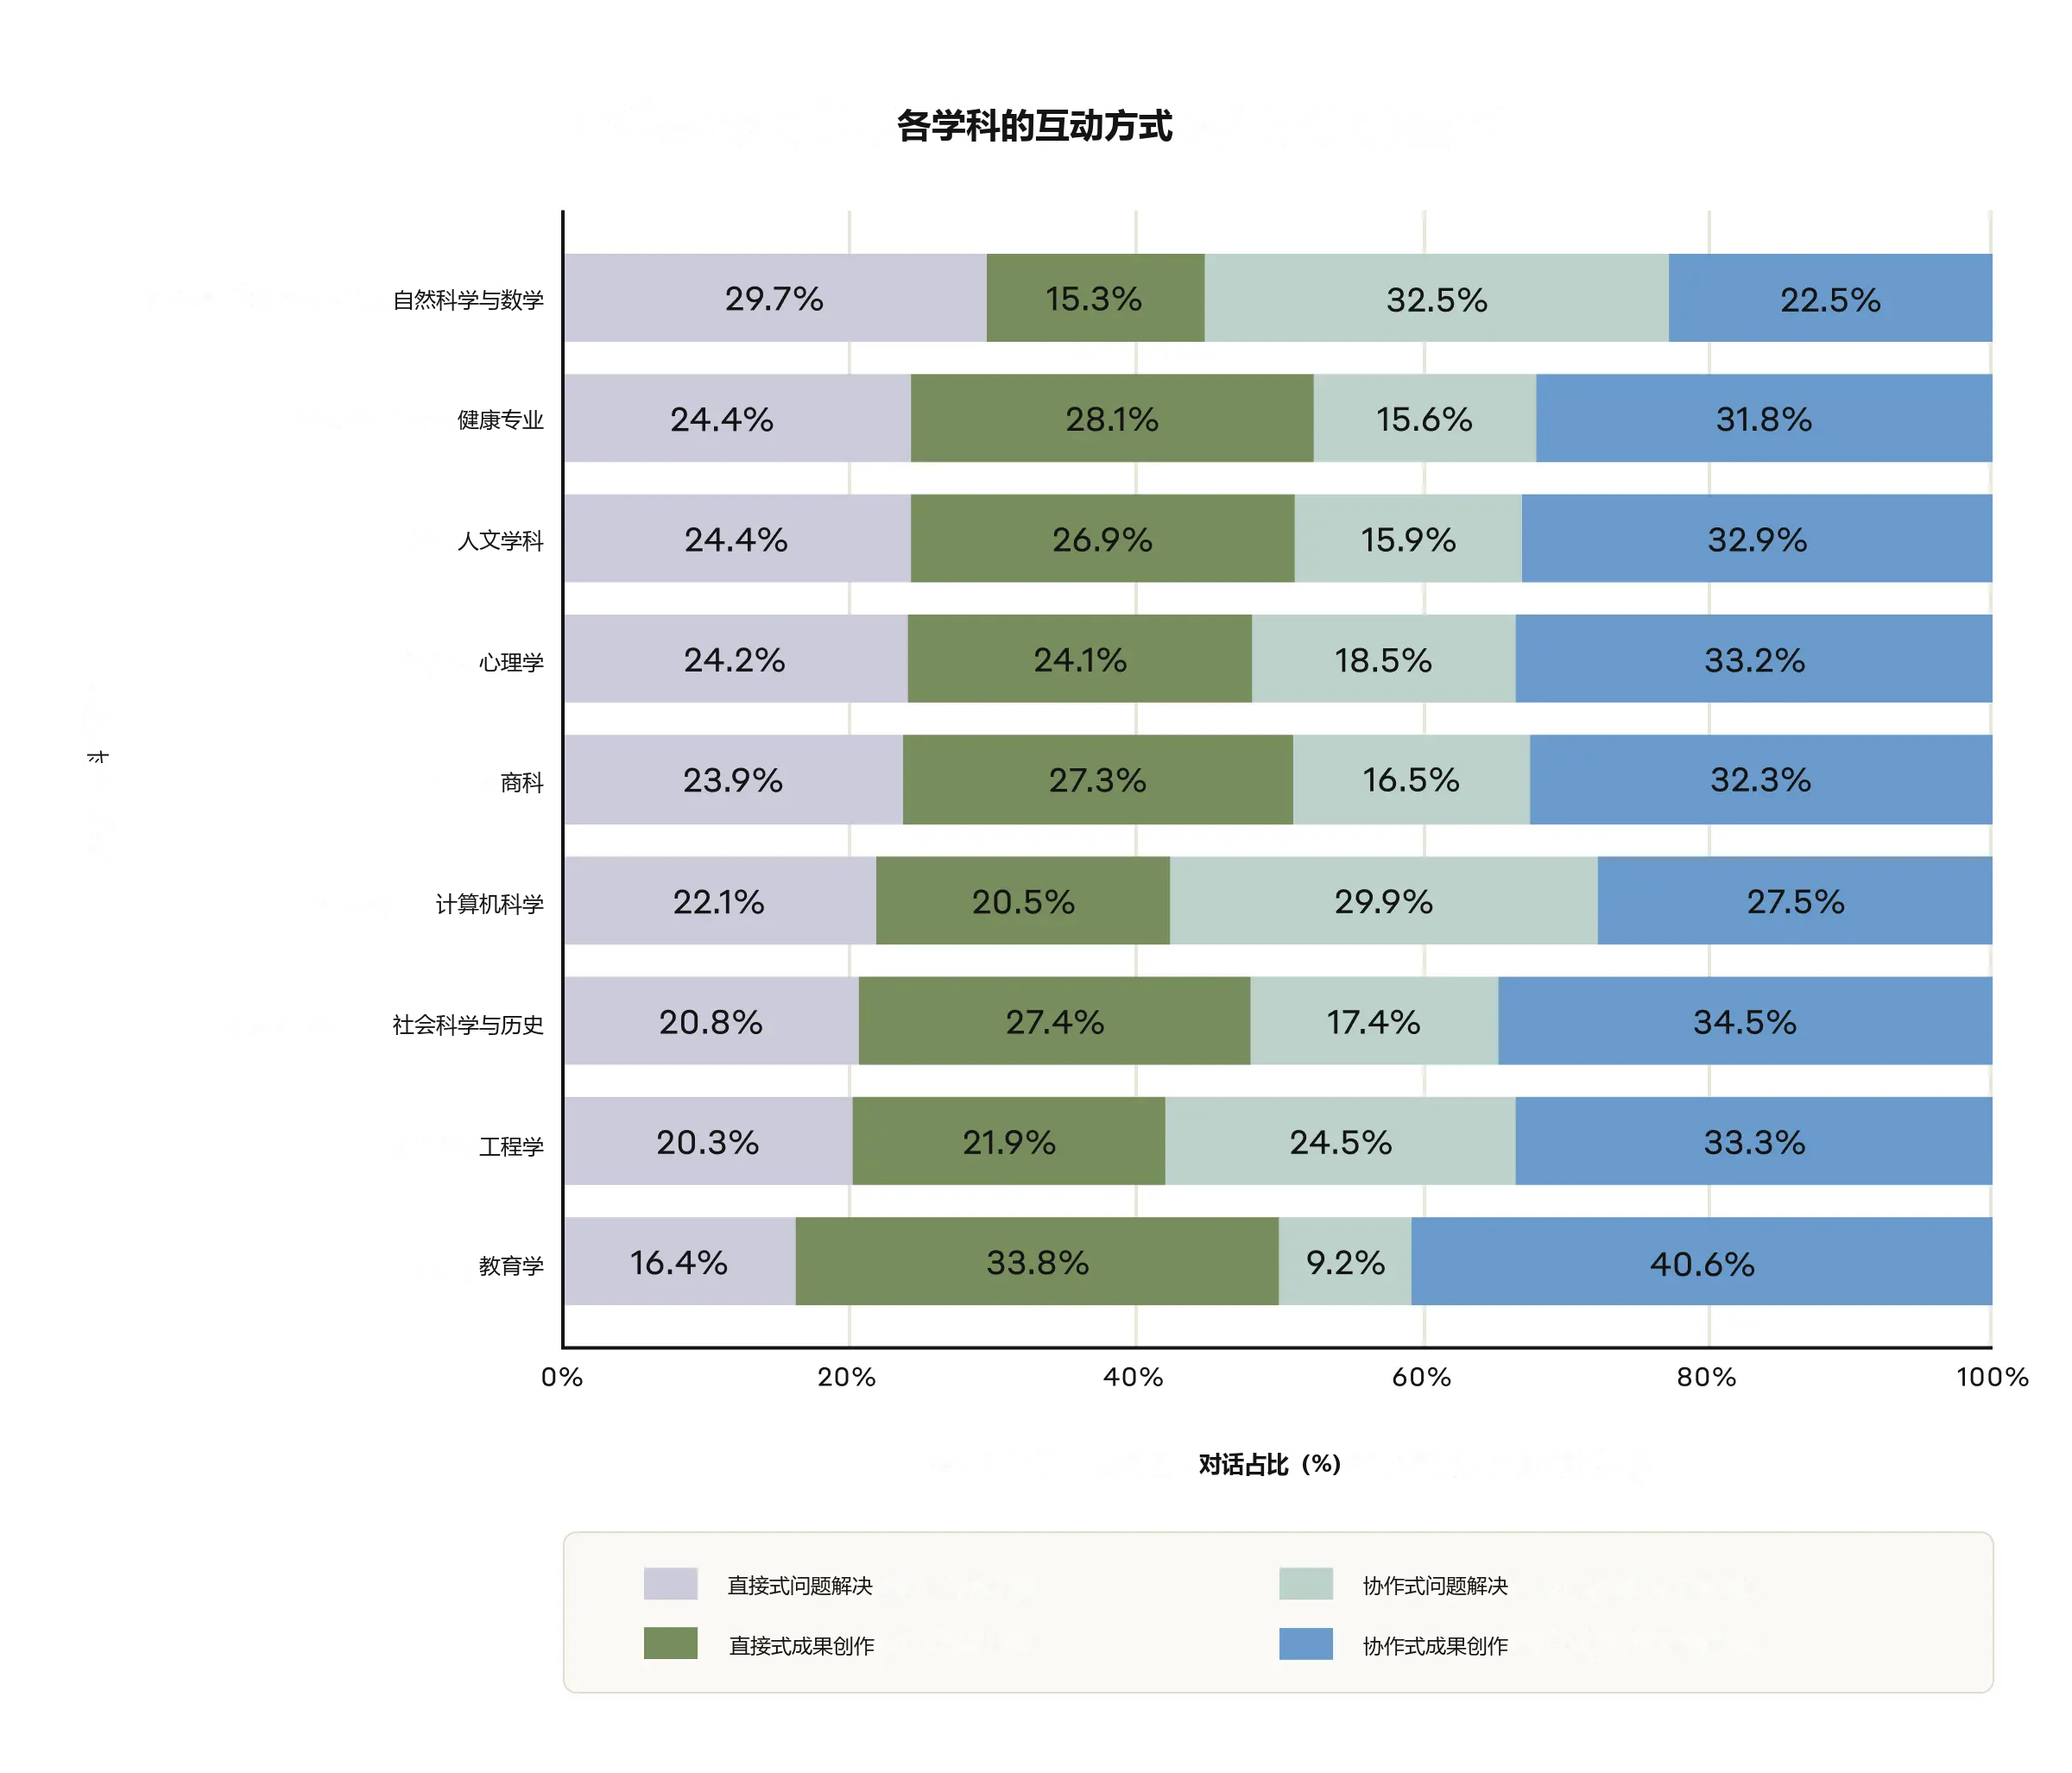 各学科的互动方式
自然科学与数学 29.7% 15.3% 32.5% 22.5%
健康专业 24.4% 28.1% 15.6% 31.8%
人文学科 24.4% 26.9% 15.9% 32.9%
心理学 24.2% 24.1% 18.5% 33.2%
商科 23.9% 27.3% 16.5% 32.3%
计算机科学 22.1% 20.5% 29.9% 27.5%
社会科学与历史 20.8% 27.4% 17.4% 34.5%
工程学 20.3% 21.9% 24.5% 33.3%
教育学 16.4% 33.8% 9.2% 40.6%
0% 20% 40% 60% 80% 100%
对话占比（%）
直接式问题解决 协作式问题解决
直接式成果创作 协作式成果创作